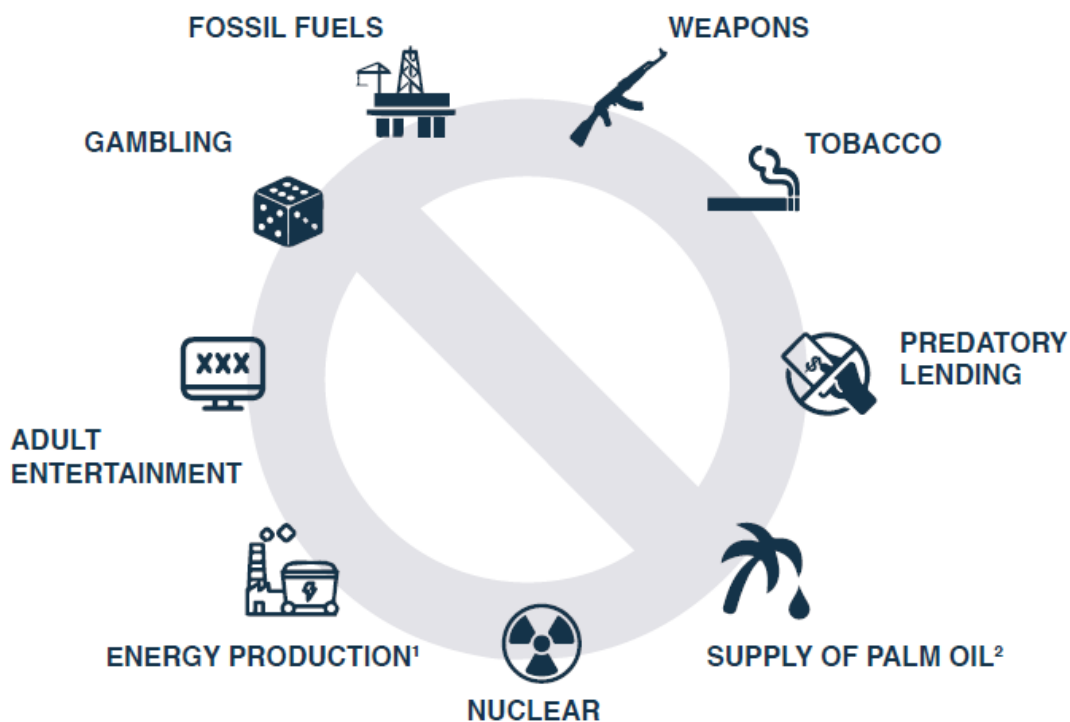 FOSSIL FUELS
WEAPONS
GAMBLING
TOBACCO
XXX
$
PREDATORY
LENDING
ADULT
ENTERTAINMENT
ENERGY PRODUCTION¹
SUPPLY OF PALM OIL²
NUCLEAR